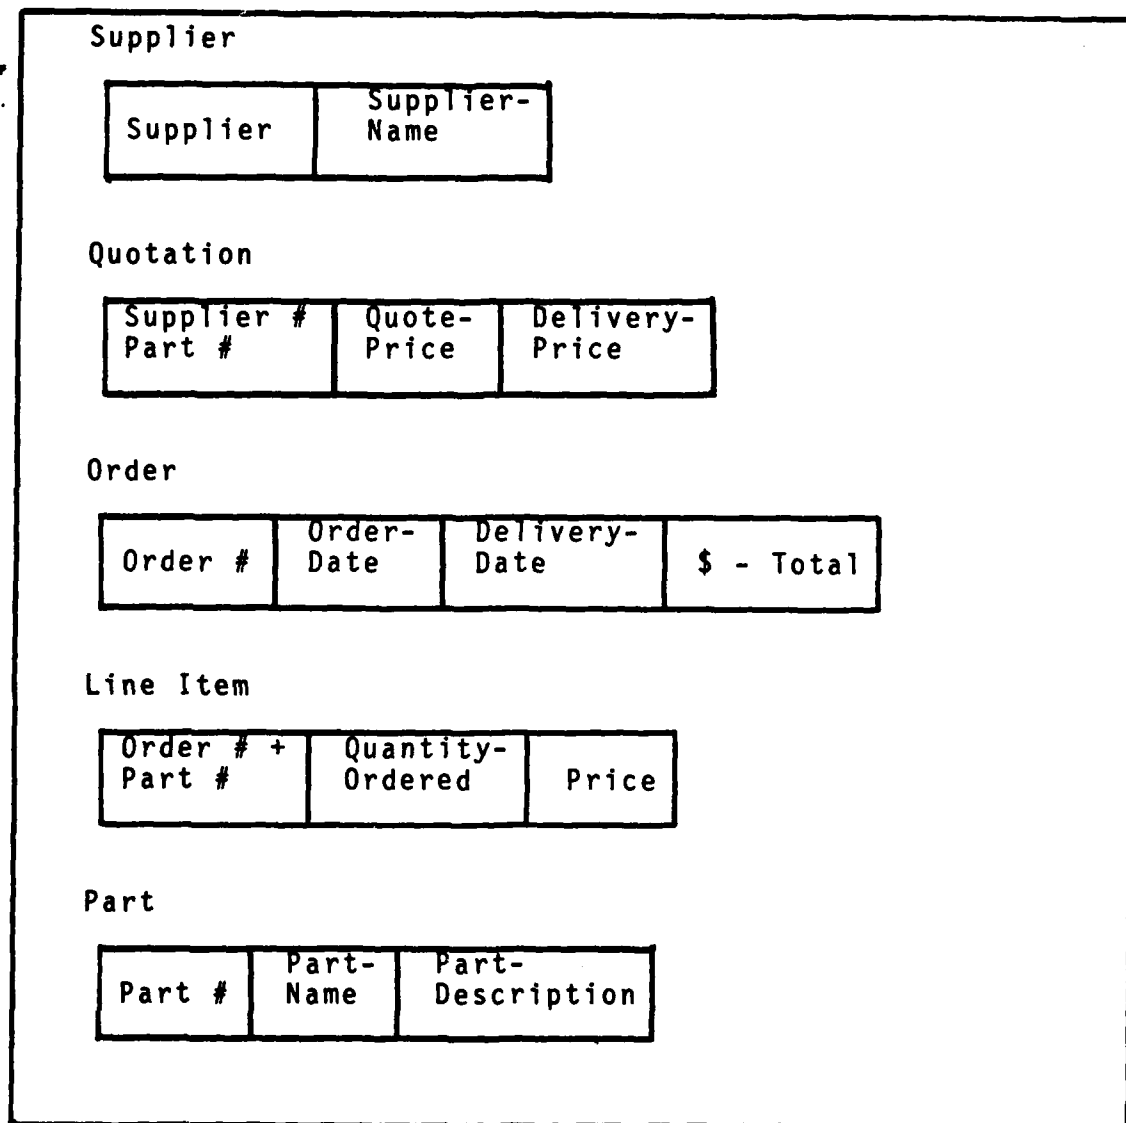 Supplier
Supplier
Supplier-
Name
Quotation
Supplier #
Part #
Quote-
Price
Delivery-
Price
Order
Order #
Order-
Date
Delivery-
Date
$ - Total
Line Item
Order # +
Part #
Quantity-
Ordered
Price
Part
Part #
Part-
Name
Part-
Description